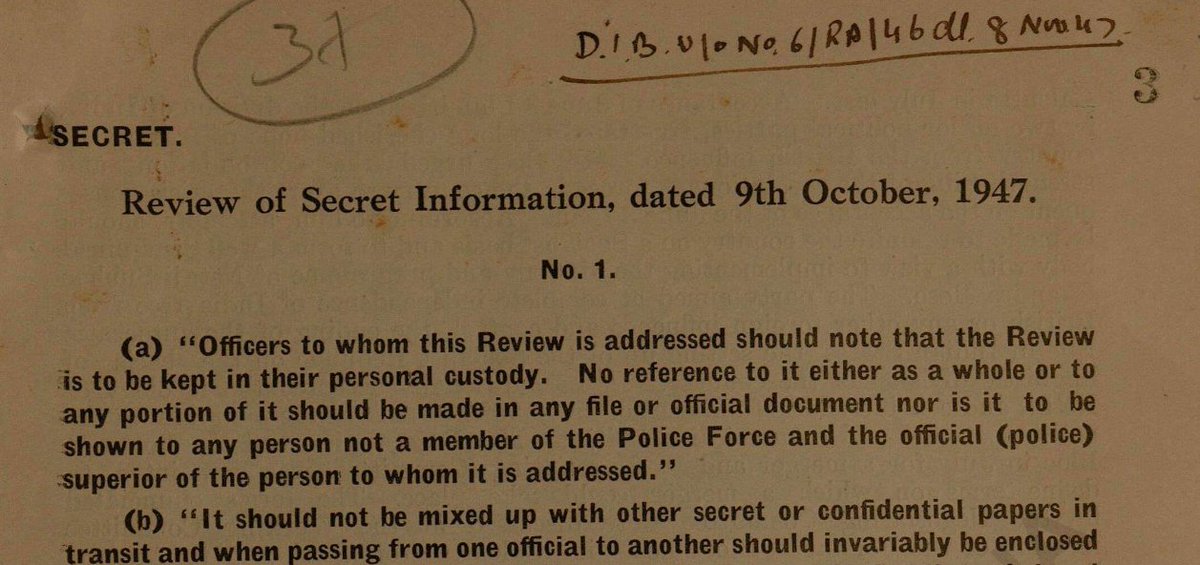 D.I.B. u/o No. 6/RA/46 dt. 8 Nov 47
3
SECRET.
Review of Secret Information, dated 9th October, 1947.
No. 1.
(a) “Officers to whom this Review is addressed should note that the Review
is to be kept in their personal custody. No reference to it either as a whole or to
any portion of it should be made in any file or official document nor is it to be
shown to any person not a member of the Police Force and the official (police)
superior of the person to whom it is addressed.”
(b) “It should not be mixed up with other secret or confidential papers in
transit and when passing from one official to another should invariably be enclosed